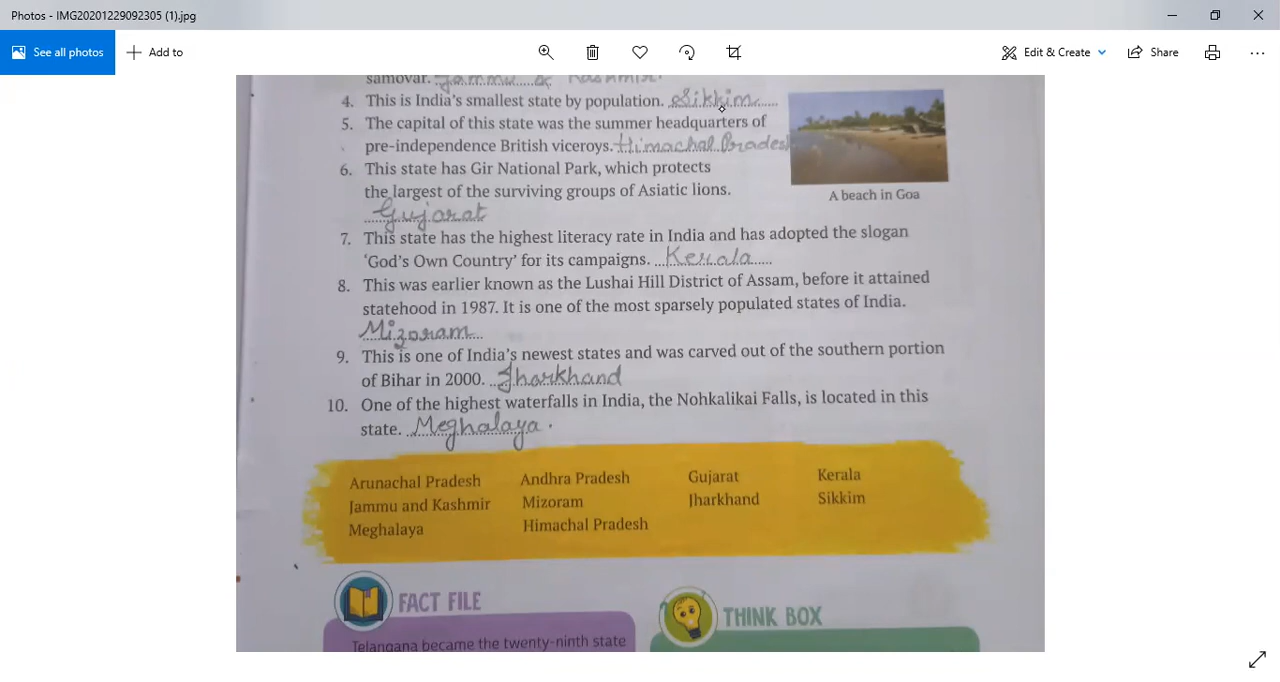 Photos - IMG20201229092305 (1).jpg
See all photos
Add to
Edit & Create
Share
samovar. Jammu & Kashmir.
4. This is India's smallest state by population. Sikkim
5. The capital of this state was the summer headquarters of
pre-independence British viceroys. Himachal Pradesh
A beach in Goa
6. This state has Gir National Park, which protects
the largest of the surviving groups of Asiatic lions.
Gujarat
7. This state has the highest literacy rate in India and has adopted the slogan
'God's Own Country' for its campaigns. Kerala
8. This was earlier known as the Lushai Hill District of Assam, before it attained
statehood in 1987. It is one of the most sparsely populated states of India.
Mizoram
9. This is one of India's newest states and was carved out of the southern portion
of Bihar in 2000. Jharkhand
10. One of the highest waterfalls in India, the Nohkalikai Falls, is located in this
state. Meghalaya.
Arunachal Pradesh Andhra Pradesh Gujarat Kerala
Jammu and Kashmir Mizoram Jharkhand Sikkim
Meghalaya Himachal Pradesh
FACT FILE
Telangana became the twenty-ninth state
THINK BOX